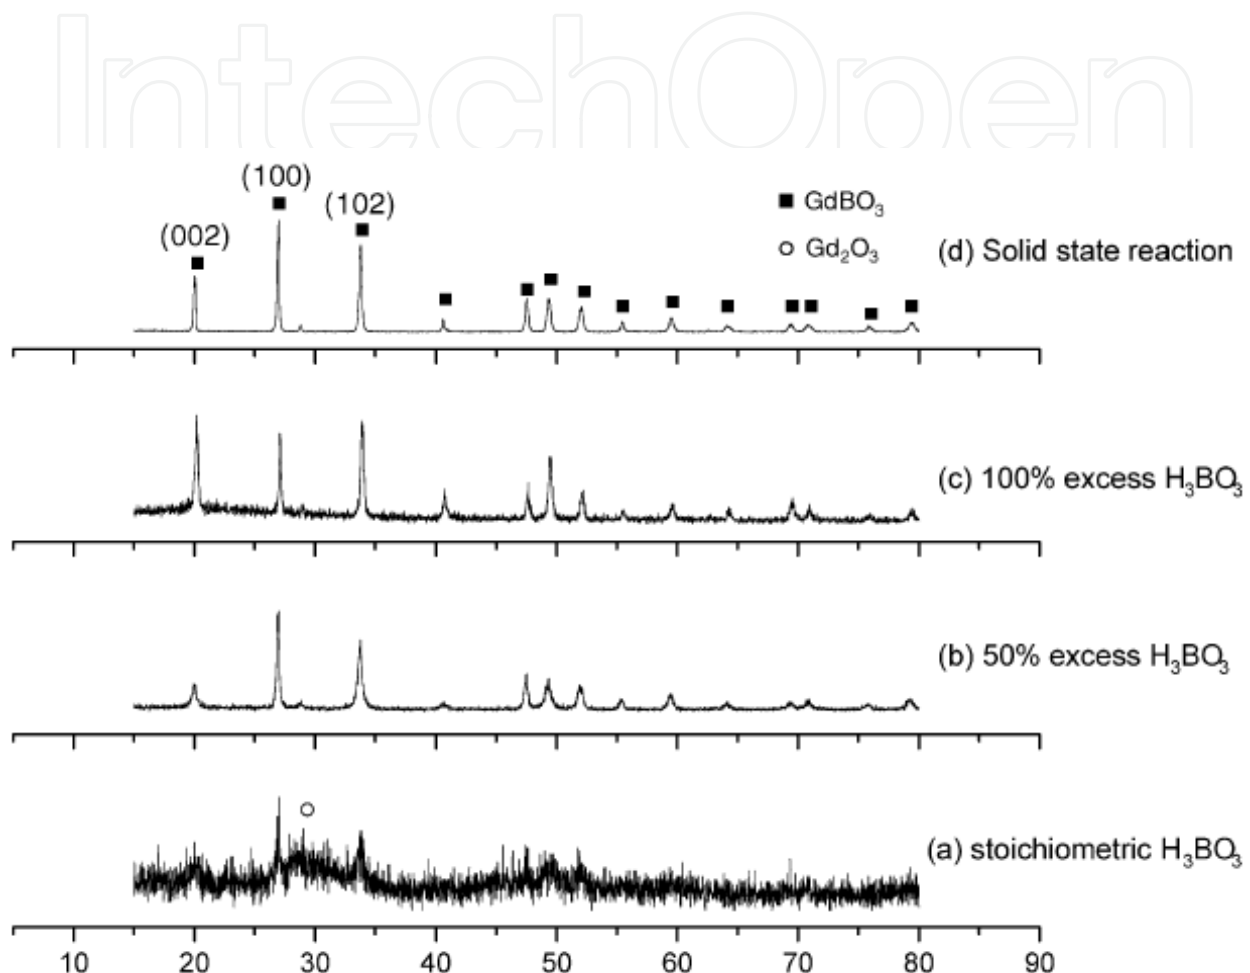 IntechOpen
(100)
(102)
(002)
■ GdBO₃
○ Gd₂O₃
(d) Solid state reaction
(c) 100% excess H₃BO₃
(b) 50% excess H₃BO₃
(a) stoichiometric H₃BO₃
10 20 30 40 50 60 70 80 90